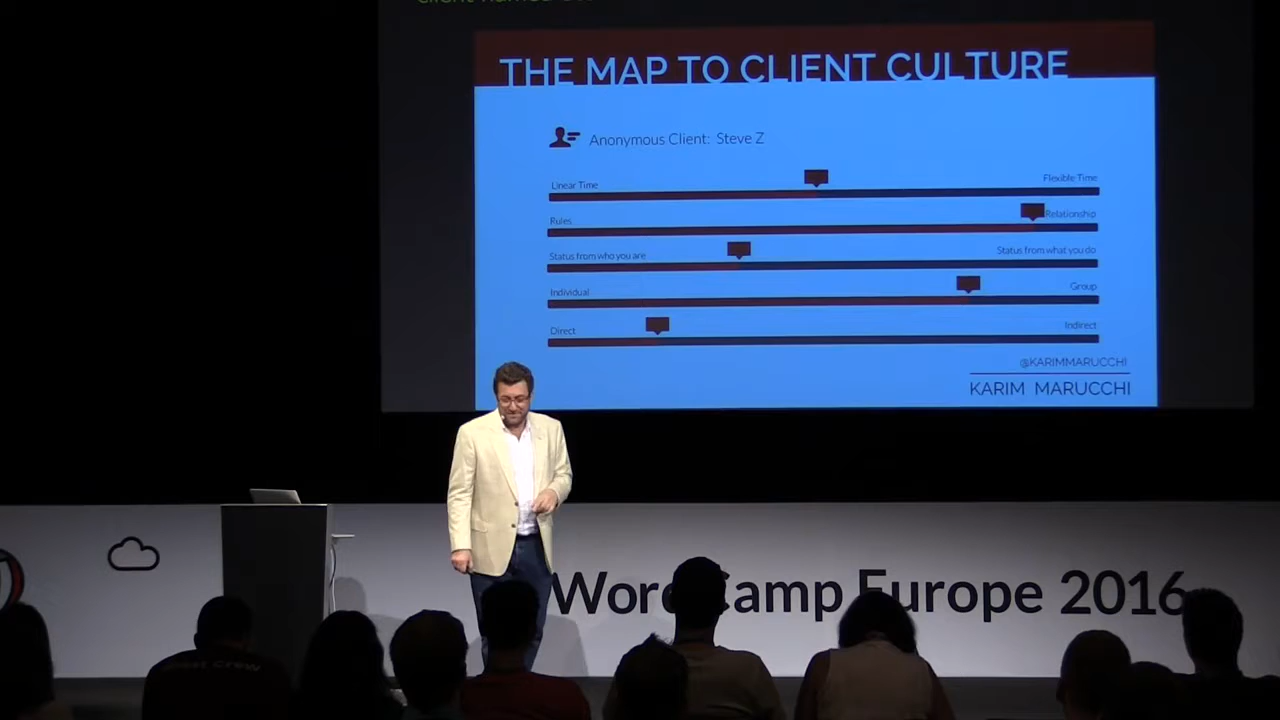 THE MAP TO CLIENT CULTURE
Anonymous Client: Steve Z
Linear Time Flexible Time
Rules Relationship
Status from who you are Status from what you do
Individual Group
Direct Indirect
@KARIMMARUCCHI
KARIM MARUCCHI
WordCamp Europe 2016
Crew